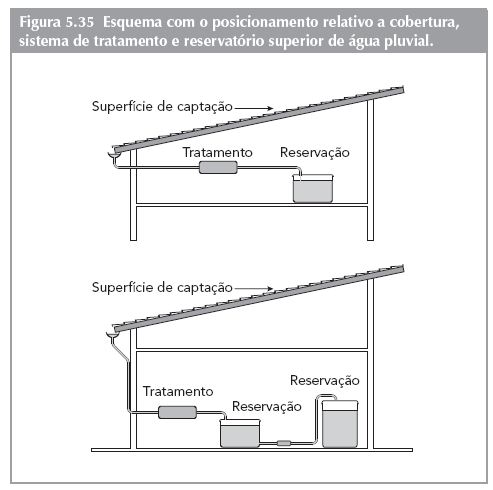 Figura 5.35 Esquema com o posicionamento relativo a cobertura,
sistema de tratamento e reservatório superior de água pluvial.
Superfície de captação
Tratamento Reservação
Superfície de captação
Reservação
Tratamento
Reservação